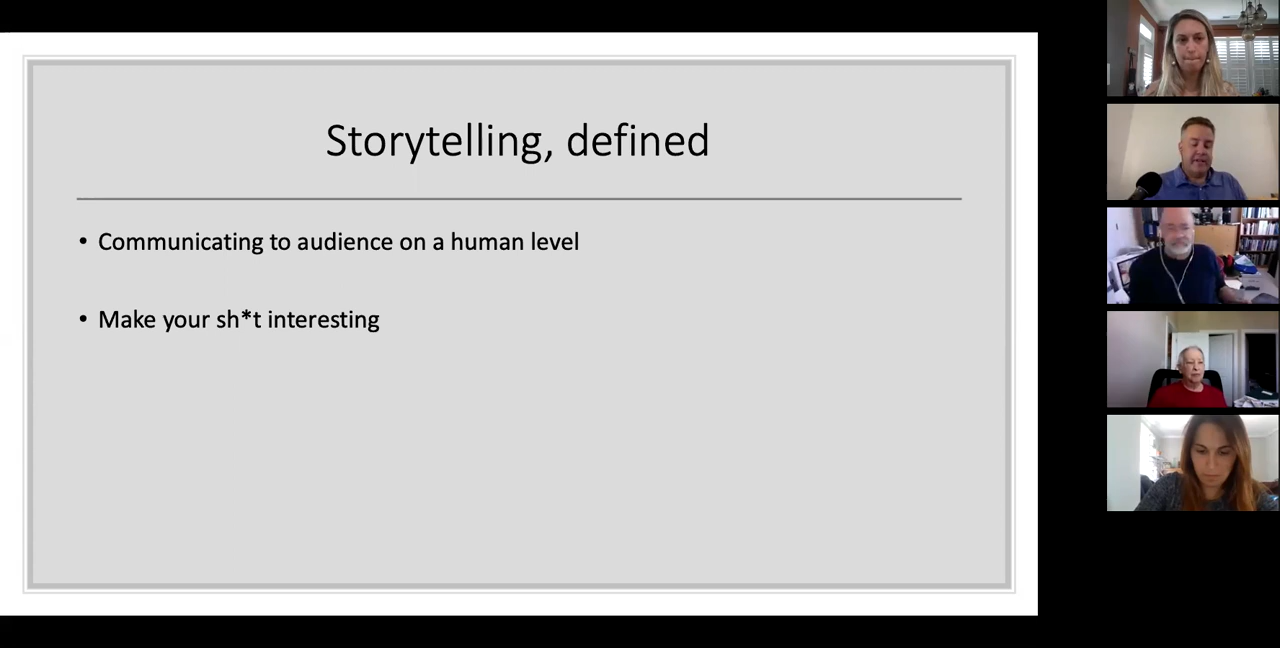 Storytelling, defined
• Communicating to audience on a human level
• Make your sh*t interesting